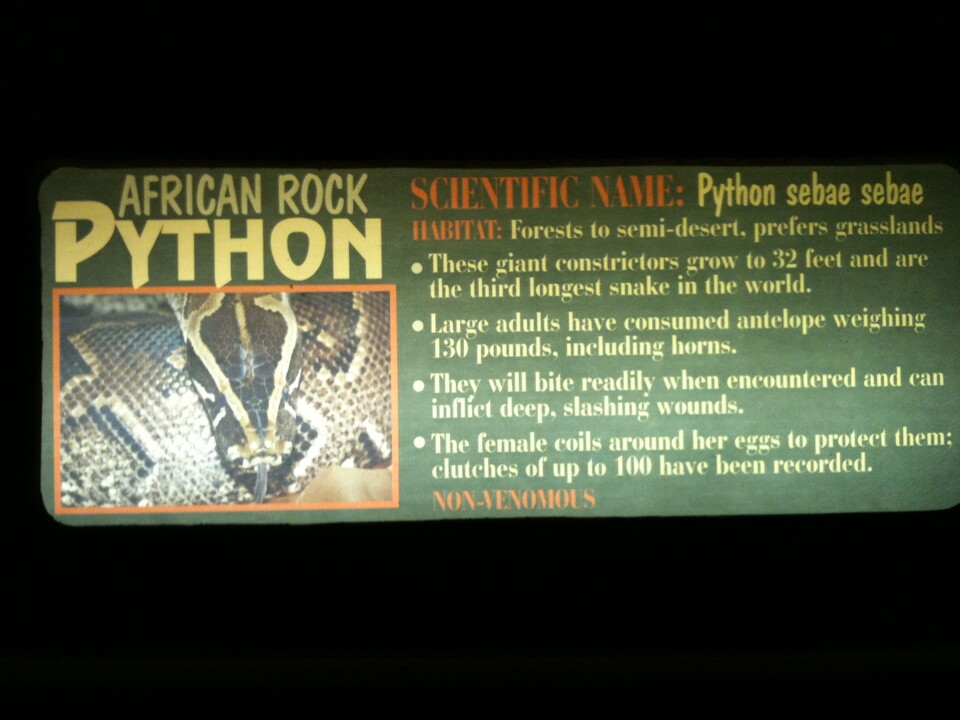 AFRICAN ROCK
PYTHON
SCIENTIFIC NAME: Python sebae sebae
HABITAT: Forests to semi-desert, prefers grasslands
• These giant constrictors grow to 32 feet and are
the third longest snake in the world.
• Large adults have consumed antelope weighing
130 pounds, including horns.
• They will bite readily when encountered and can
inflict deep, slashing wounds.
• The female coils around her eggs to protect them;
clutches of up to 100 have been recorded.
NON-VENOMOUS